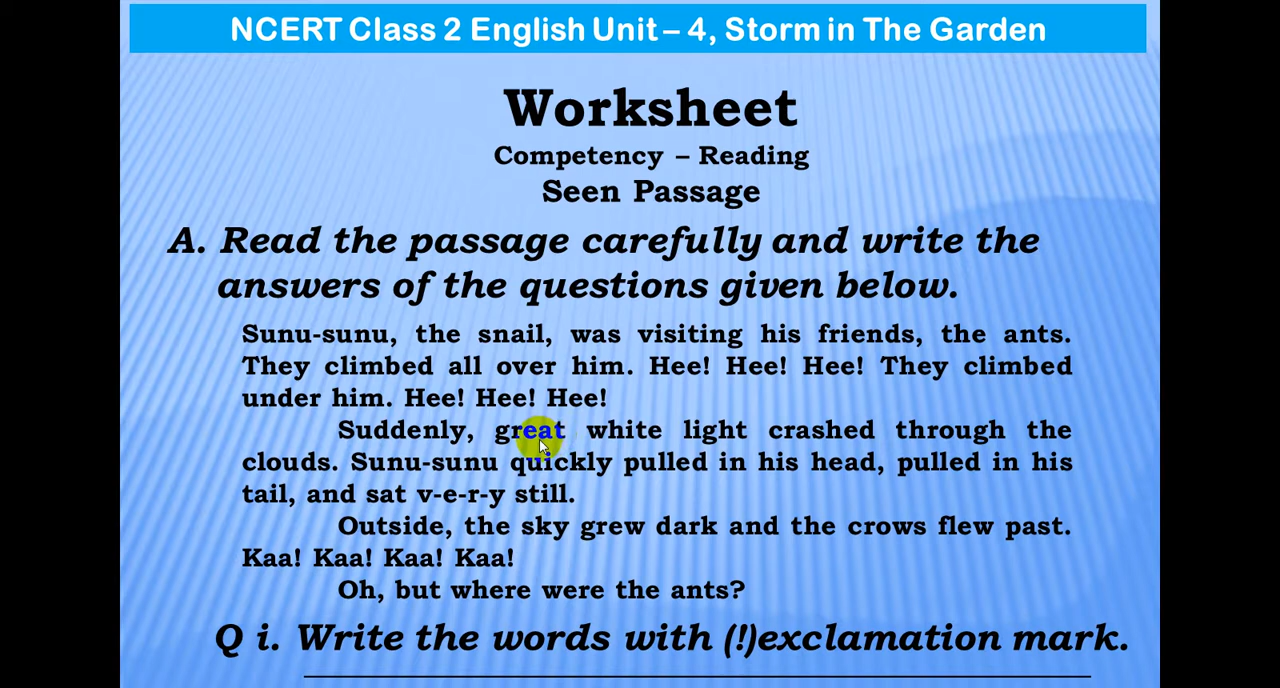 NCERT Class 2 English Unit – 4, Storm in The Garden
Worksheet
Competency – Reading
Seen Passage
A. Read the passage carefully and write the
answers of the questions given below.
Sunu-sunu, the snail, was visiting his friends, the ants.
They climbed all over him. Hee! Hee! Hee! They climbed
under him. Hee! Hee! Hee!
Suddenly, great white light crashed through the
clouds. Sunu-sunu quickly pulled in his head, pulled in his
tail, and sat v-e-r-y still.
Outside, the sky grew dark and the crows flew past.
Kaa! Kaa! Kaa! Kaa!
Oh, but where were the ants?
Q i. Write the words with (!)exclamation mark.